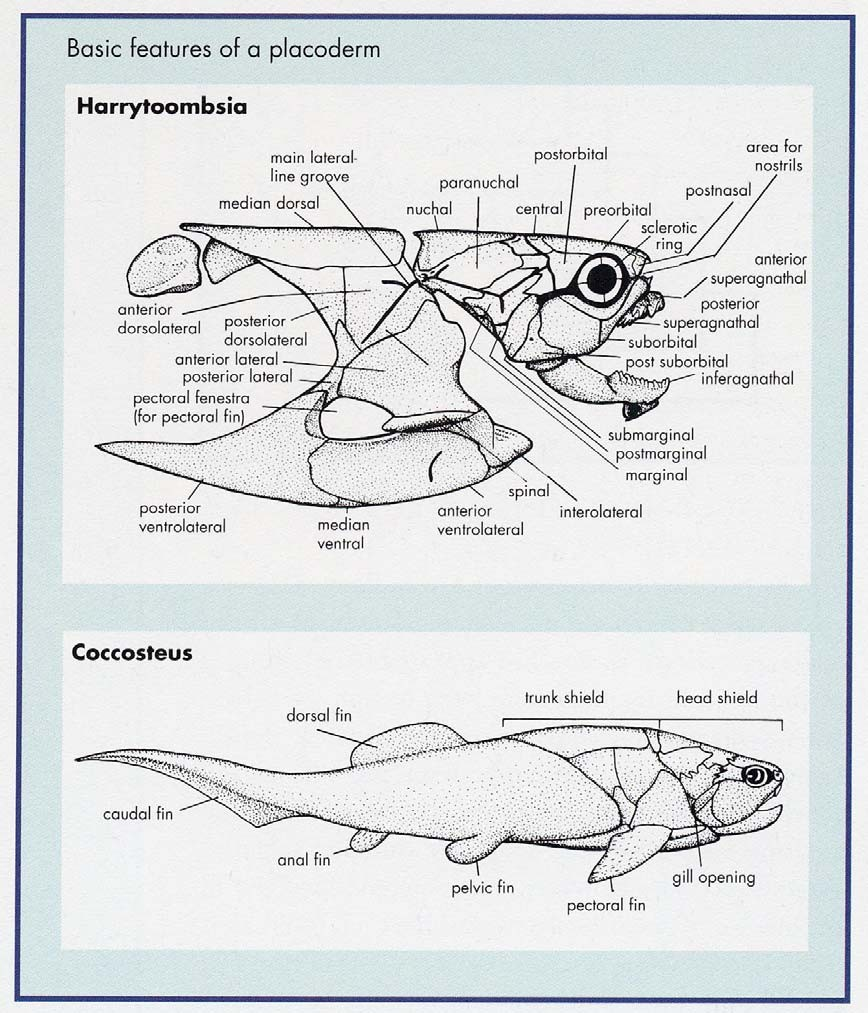 Basic features of a placoderm
Harrytoombsia
main lateral-
line groove
median dorsal
nuchal
paranuchal
central
postorbital
preorbital
sclerotic
ring
postnasal
area for
nostrils
anterior
superagnathal
posterior
superagnathal
suborbital
post suborbital
inferagnathal
submarginal
postmarginal
marginal
interolateral
spinal
anterior
ventrolateral
median
ventral
posterior
ventrolateral
anterior
dorsolateral
posterior
dorsolateral
anterior lateral
posterior lateral
pectoral fenestra
(for pectoral fin)
Coccosteus
trunk shield
head shield
dorsal fin
caudal fin
anal fin
pelvic fin
pectoral fin
gill opening